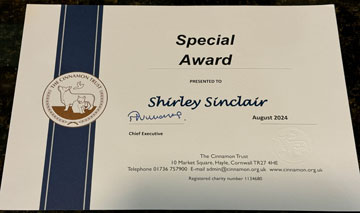 THE CINNAMON TRUST
Special
Award
PRESENTED TO
Shirley Sinclair
August 2024
Chief Executive
The Cinnamon Trust
10 Market Square, Hayle, Cornwall TR27 4HE
Telephone 01736 757900 E-mail admin@cinnamon.org.uk www.cinnamon.org.uk
Registered charity number 1134680